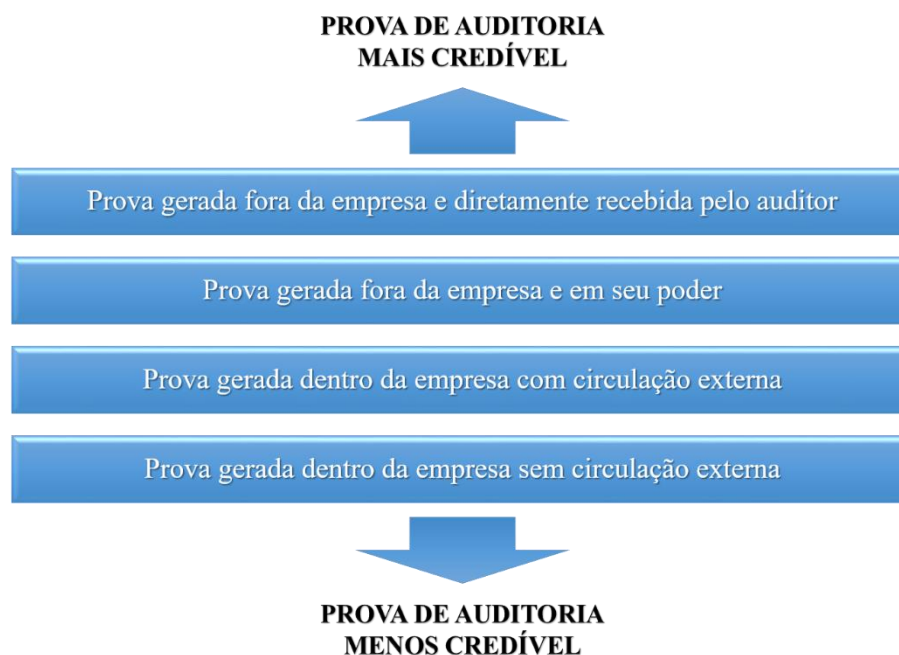 PROVA DE AUDITORIA
MAIS CREDÍVEL
Prova gerada fora da empresa e diretamente recebida pelo auditor
Prova gerada fora da empresa e em seu poder
Prova gerada dentro da empresa com circulação externa
Prova gerada dentro da empresa sem circulação externa
PROVA DE AUDITORIA
MENOS CREDÍVEL